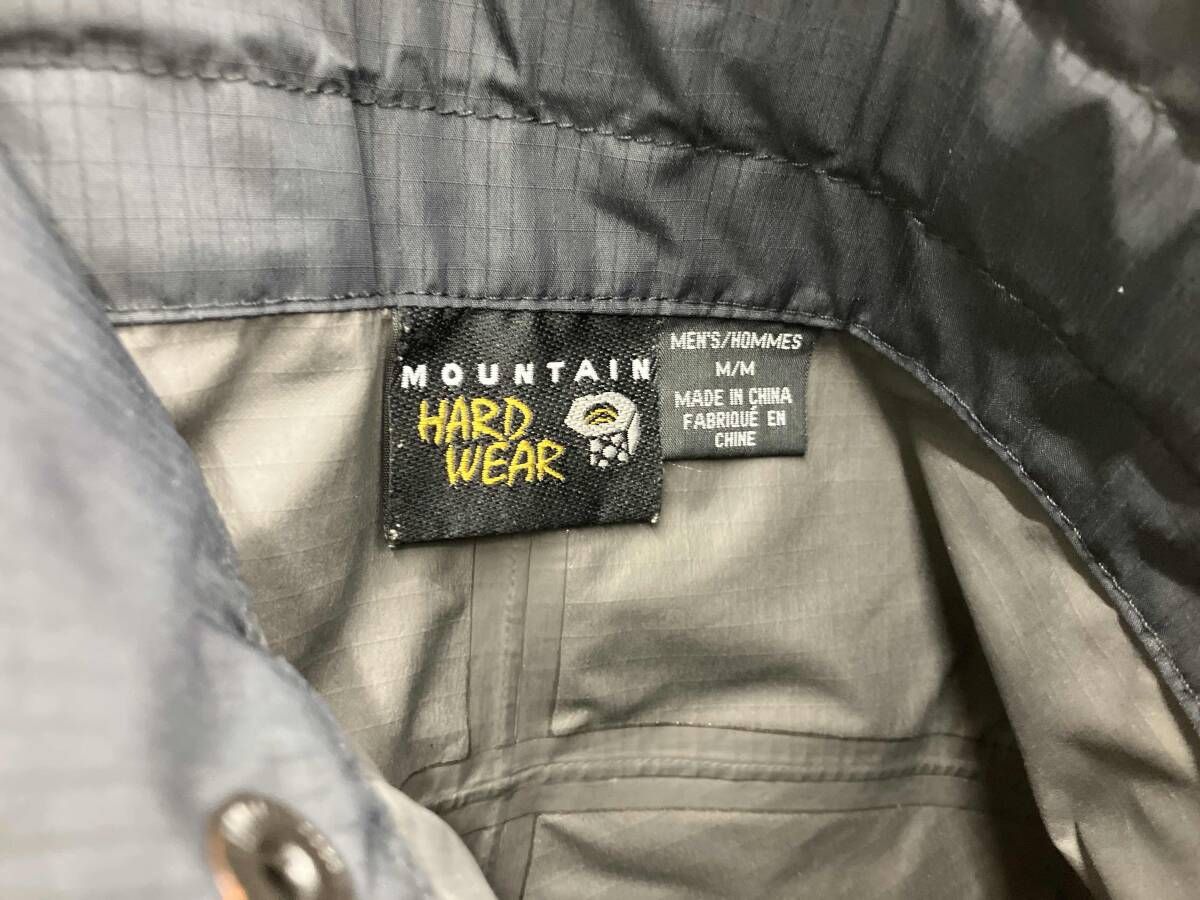 MOUNTAIN
HARD
WEAR
MEN'S/HOMMES
M/M
MADE IN CHINA
FABRIQUÉ EN
CHINE